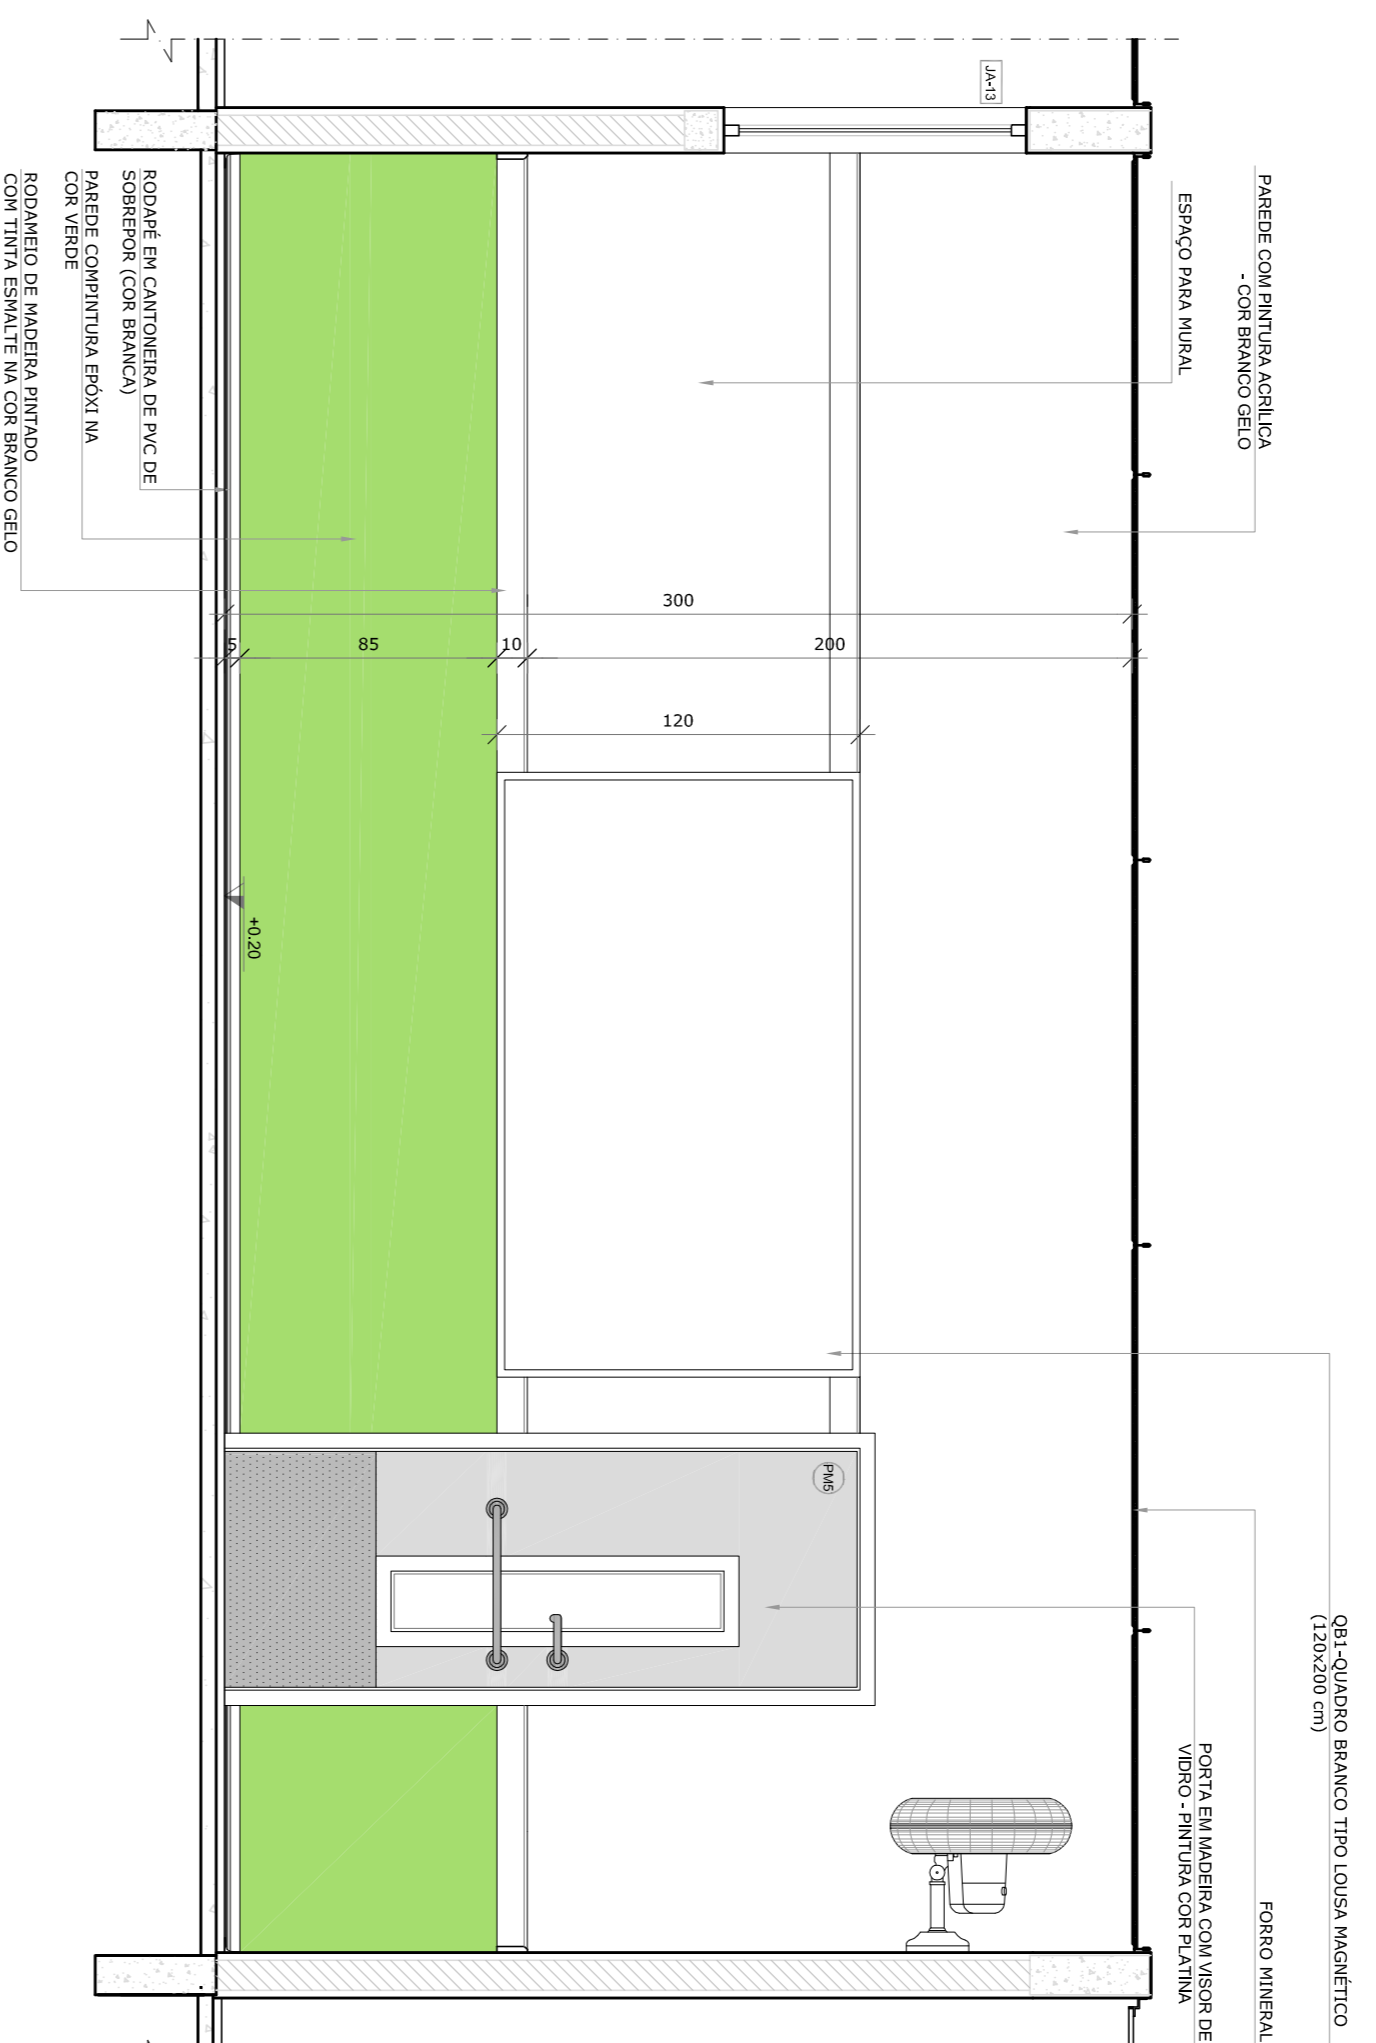 JA-13
PAREDE COM PINTURA ACRÍLICA
- COR BRANCO GELO
ESPAÇO PARA MURAL
RODAPÉ EM CANTONEIRA DE PVC DE
SOBREPOR (COR BRANCA)
PAREDE COMPINTURA EPÓXI NA
COR VERDE
RODAMEIO DE MADEIRA PINTADO
COM TINTA ESMALTE NA COR BRANCO GELO
300
5
85
10
200
120
+0.20
PM5
QB1-QUADRO BRANCO TIPO LOUSA MAGNÉTICO
(120x200 cm)
FORRO MINERAL
PORTA EM MADEIRA COM VISOR DE
VIDRO - PINTURA COR PLATINA